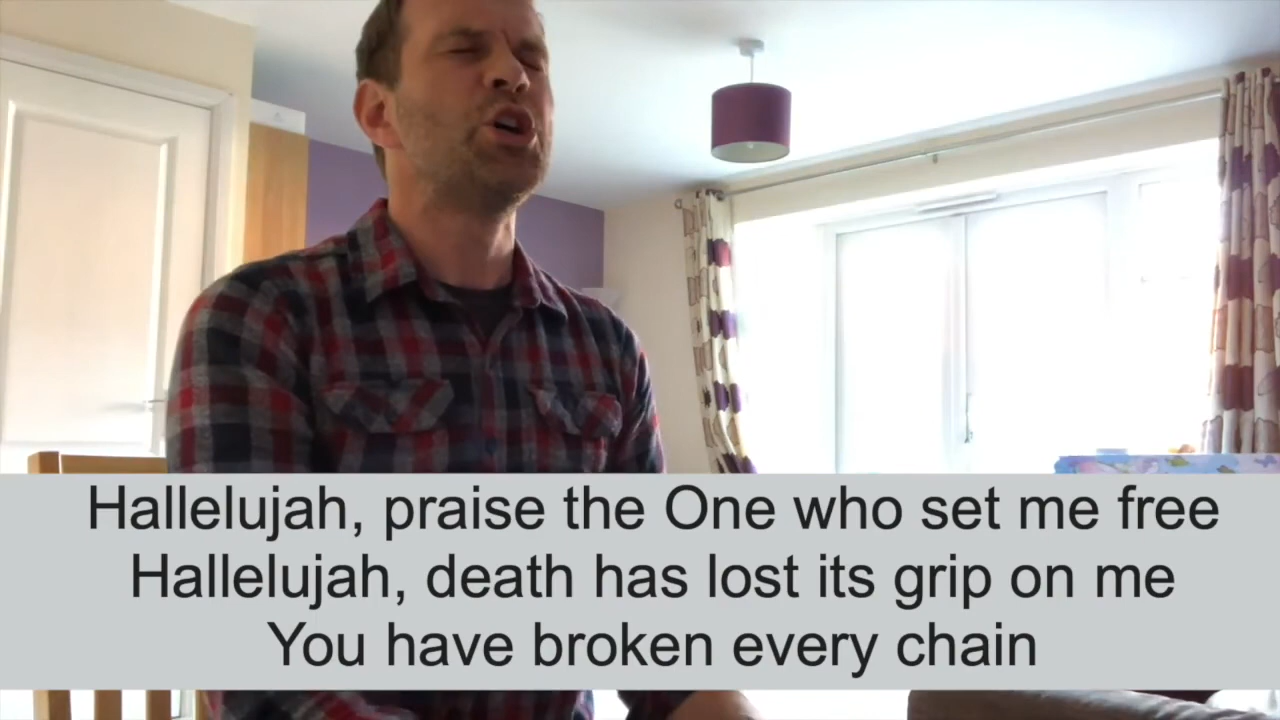 Hallelujah, praise the One who set me free
Hallelujah, death has lost its grip on me
You have broken every chain